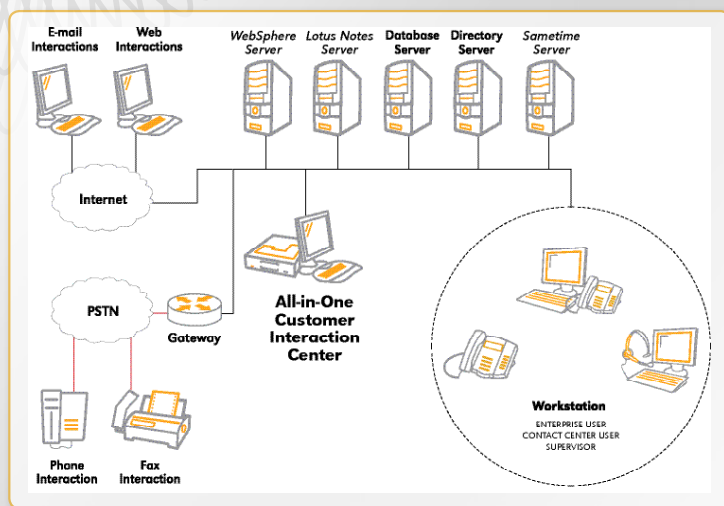 E-mail
Interactions
Web
Interactions
WebSphere
Server
Lotus Notes
Server
Database
Server
Directory
Server
Sametime
Server
Internet
PSTN
Gateway
All-in-One
Customer
Interaction
Center
Phone
Interaction
Fax
Interaction
Workstation
ENTERPRISE USER
CONTACT CENTER USER
SUPERVISOR